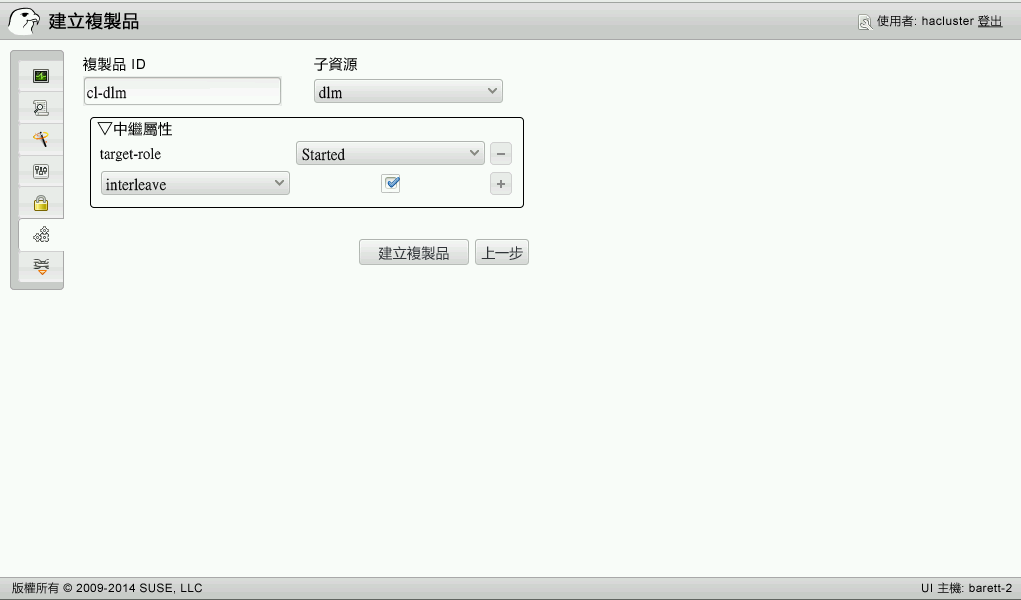 建立複製品
使用者: hacluster 登出
複製品 ID
子資源
cl-dlm
dlm
▽中繼屬性
target-role
Started
interleave
建立複製品
上一步
版權所有 © 2009-2014 SUSE, LLC
UI 主機: barett-2